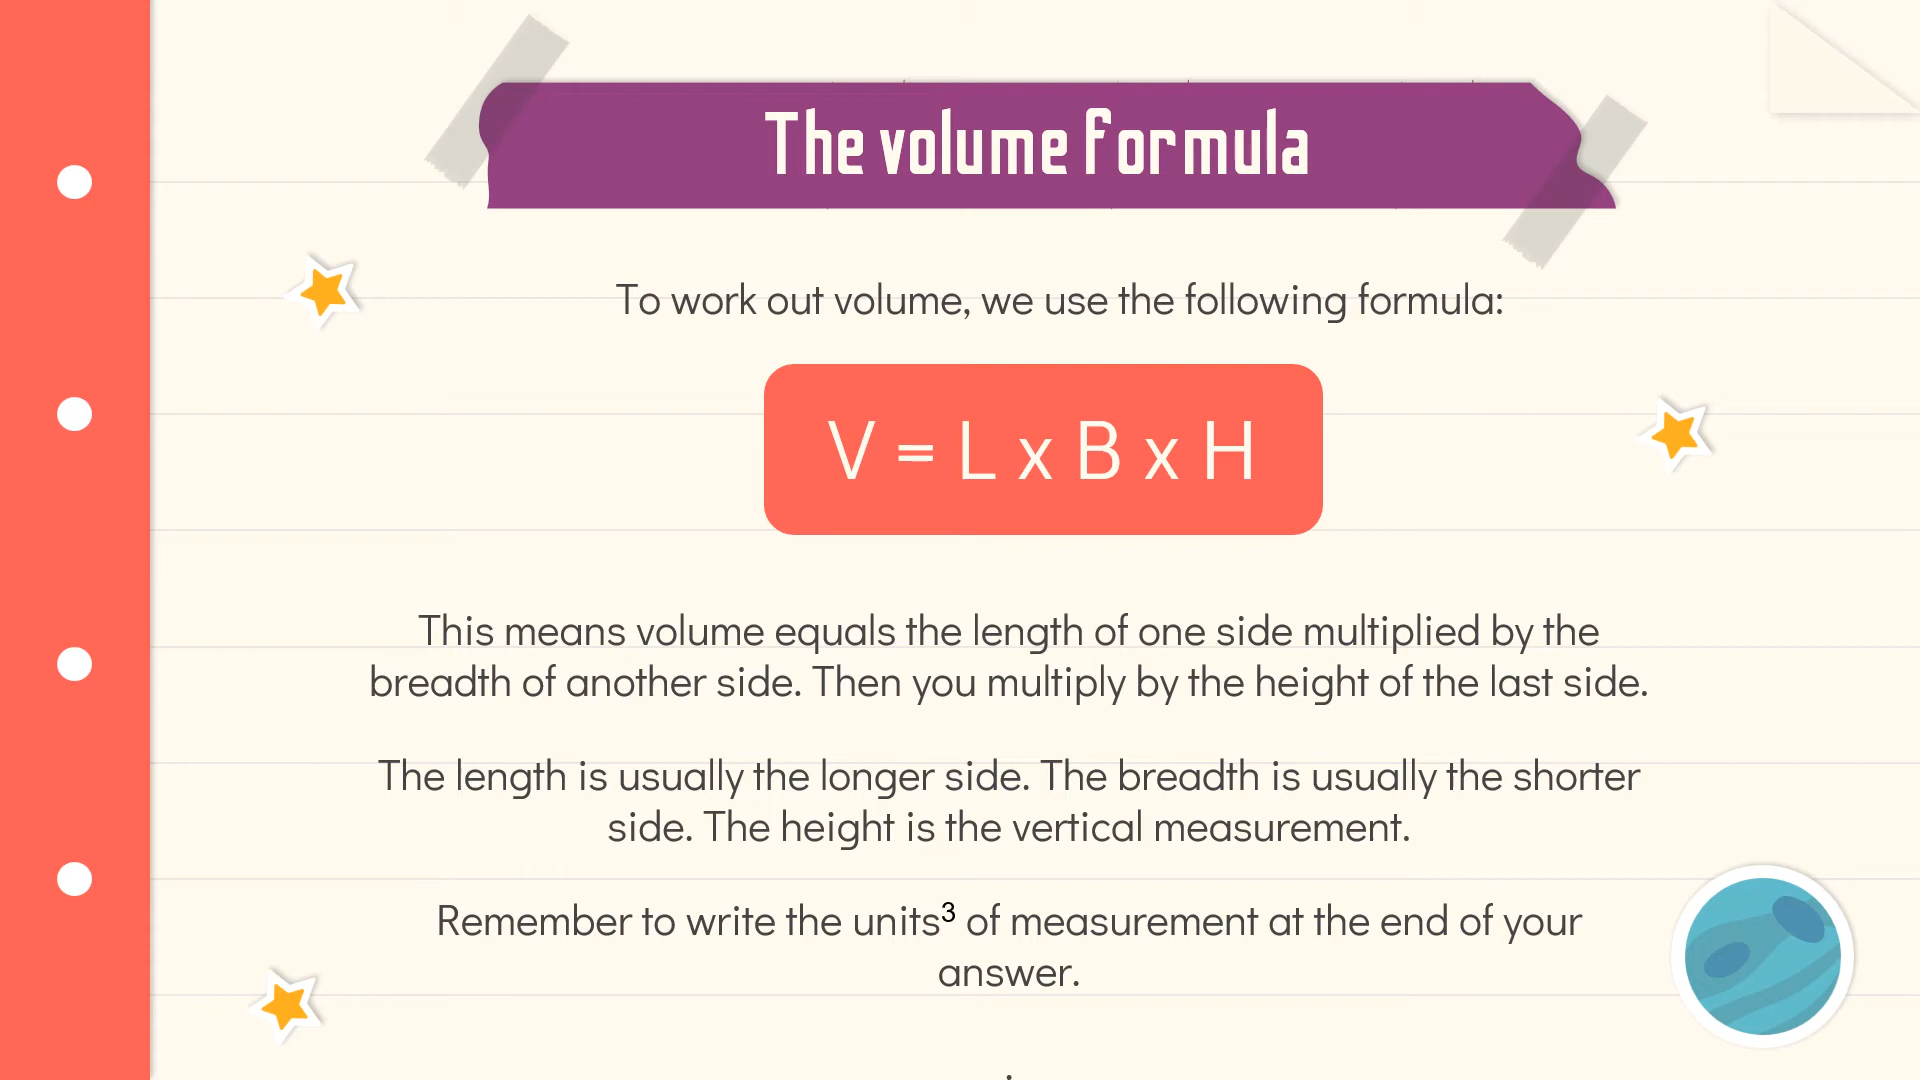 The volume formula
To work out volume, we use the following formula:
V = L x B x H
This means volume equals the length of one side multiplied by the
breadth of another side. Then you multiply by the height of the last side.
The length is usually the longer side. The breadth is usually the shorter
side. The height is the vertical measurement.
Remember to write the units³ of measurement at the end of your
answer.